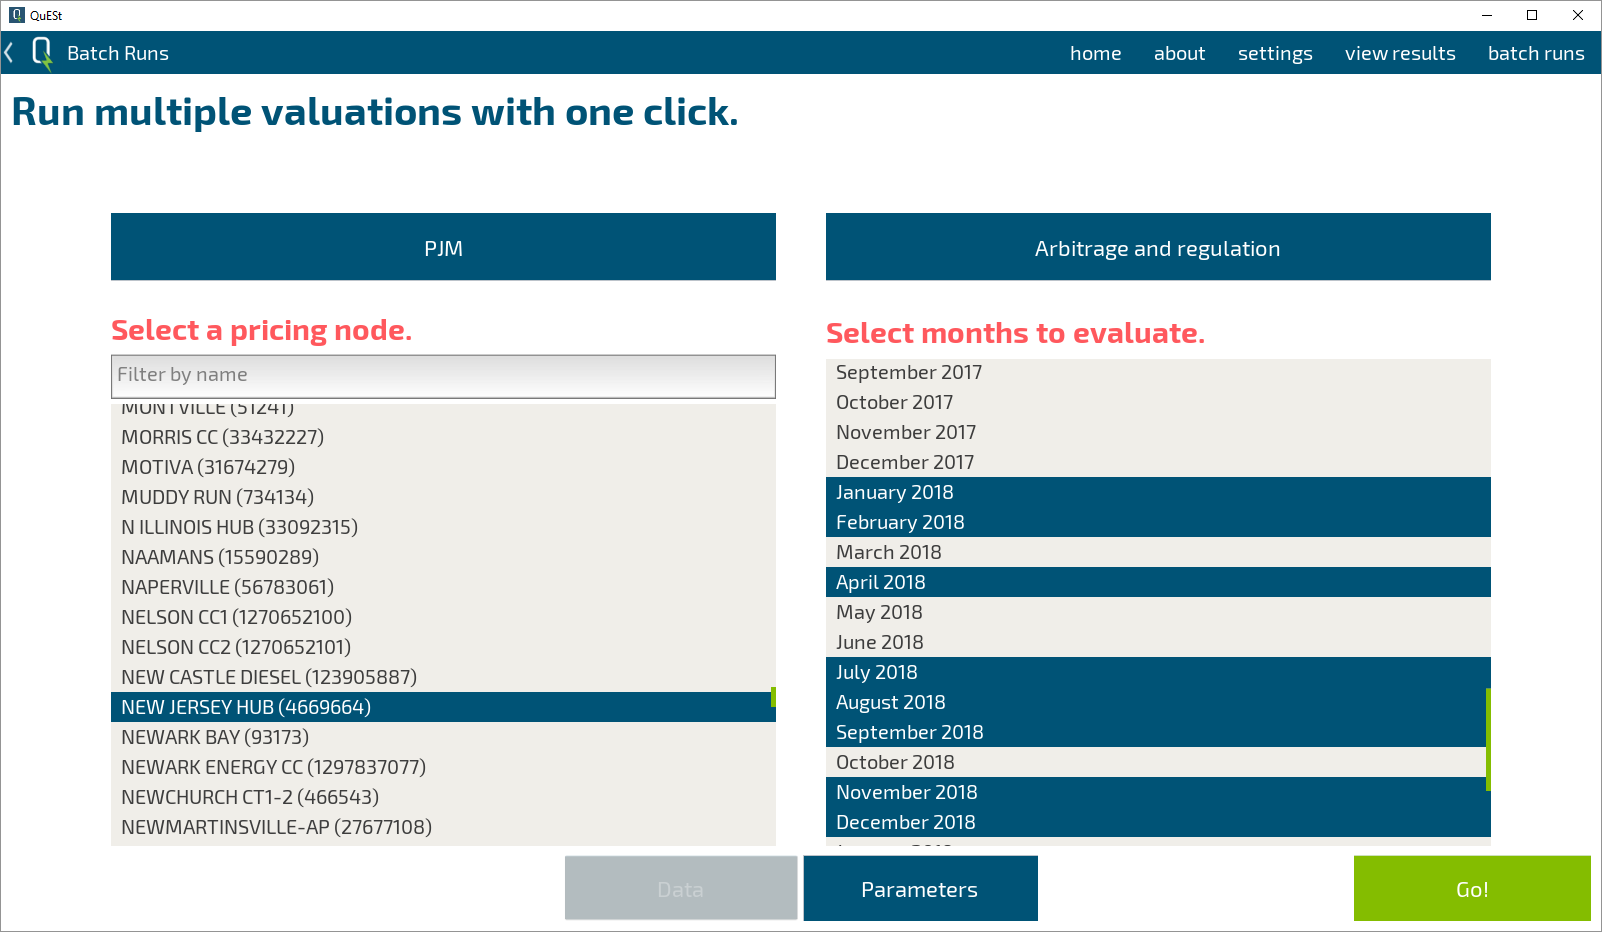 QuESt
Batch Runs
home about settings view results batch runs
Run multiple valuations with one click.
PJM
Arbitrage and regulation
Select a pricing node.
Filter by name
MONTVILLE (51241)
MORRIS CC (33432227)
MOTIVA (31674279)
MUDDY RUN (734134)
N ILLINOIS HUB (33092315)
NAAMANS (15590289)
NAPERVILLE (56783061)
NELSON CC1 (1270652100)
NELSON CC2 (1270652101)
NEW CASTLE DIESEL (123905887)
NEW JERSEY HUB (4669664)
NEWARK BAY (93173)
NEWARK ENERGY CC (1297837077)
NEWCHURCH CT1-2 (466543)
NEWMARTINSVILLE-AP (27677108)
Select months to evaluate.
September 2017
October 2017
November 2017
December 2017
January 2018
February 2018
March 2018
April 2018
May 2018
June 2018
July 2018
August 2018
September 2018
October 2018
November 2018
December 2018
Data
Parameters
Go!